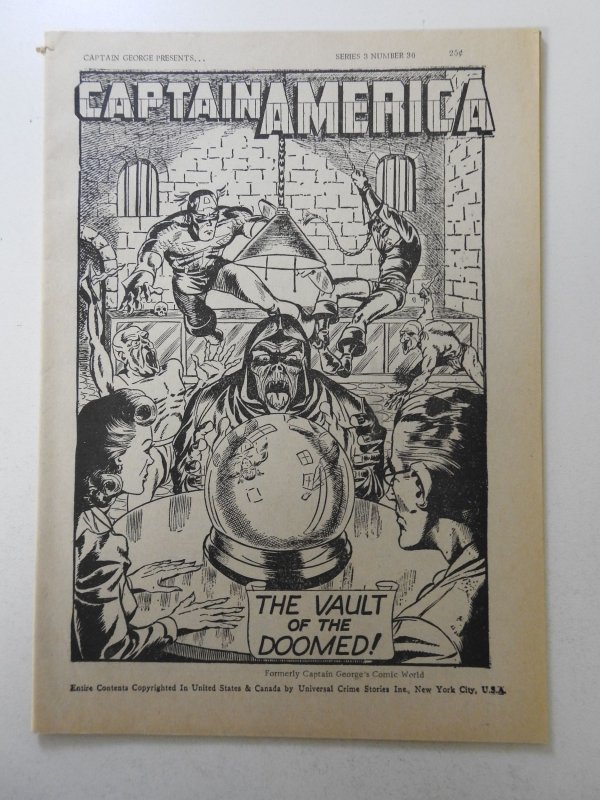 CAPTAIN GEORGE PRESENTS... SERIES 3 NUMBER 36 25¢
CAPTAIN AMERICA
THE VAULT
OF THE
DOOMED!
Formerly Captain George's Comic World
Entire Contents Copyrighted In United States & Canada by Universal Crime Stories Inc., New York City, U.S.A.